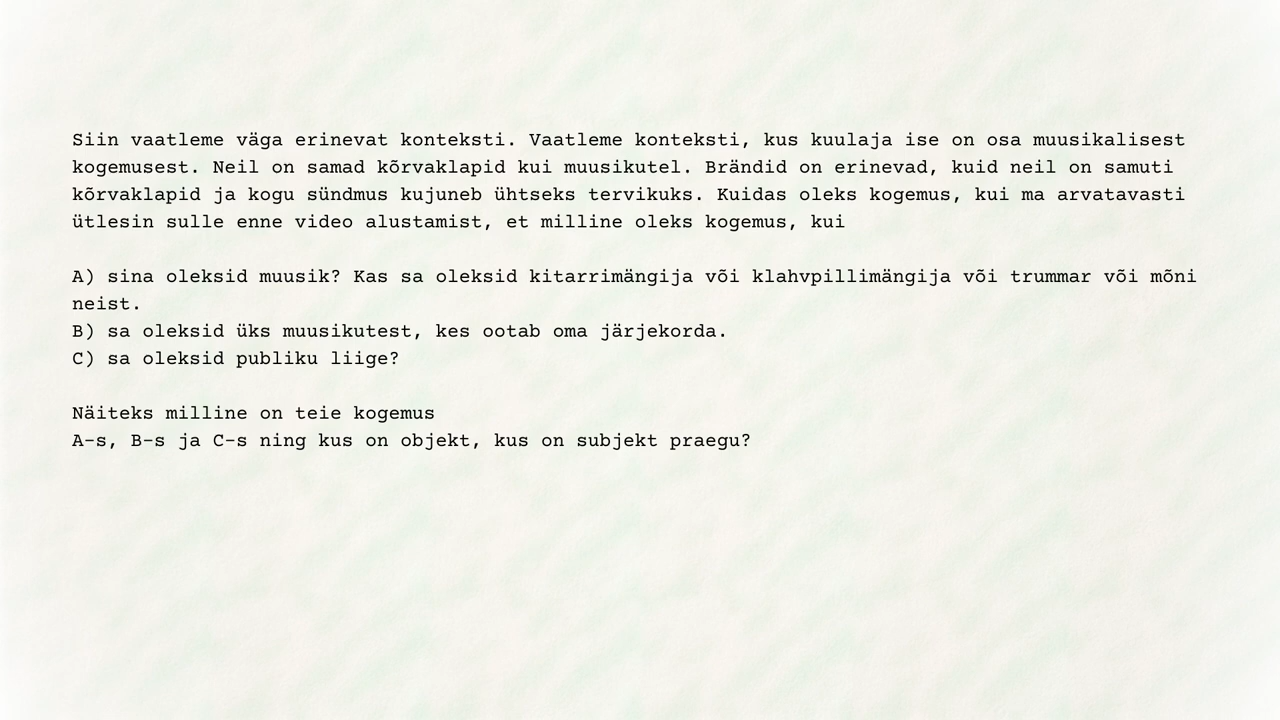 Siin vaatleme väga erinevat konteksti. Vaatleme konteksti, kus kuulaja ise on osa muusikalisest
kogemusest. Neil on samad kõrvaklapid kui muusikutel. Brändid on erinevad, kuid neil on samuti
kõrvaklapid ja kogu sündmus kujuneb ühtseks tervikuks. Kuidas oleks kogemus, kui ma arvatavasti
ütlesin sulle enne video alustamist, et milline oleks kogemus, kui
A) sina oleksid muusik? Kas sa oleksid kitarrimängija või klahvpillimängija või trummar või mõni
neist.
B) sa oleksid üks muusikutest, kes ootab oma järjekorda.
C) sa oleksid publiku liige?
Näiteks milline on teie kogemus
A-s, B-s ja C-s ning kus on objekt, kus on subjekt praegu?